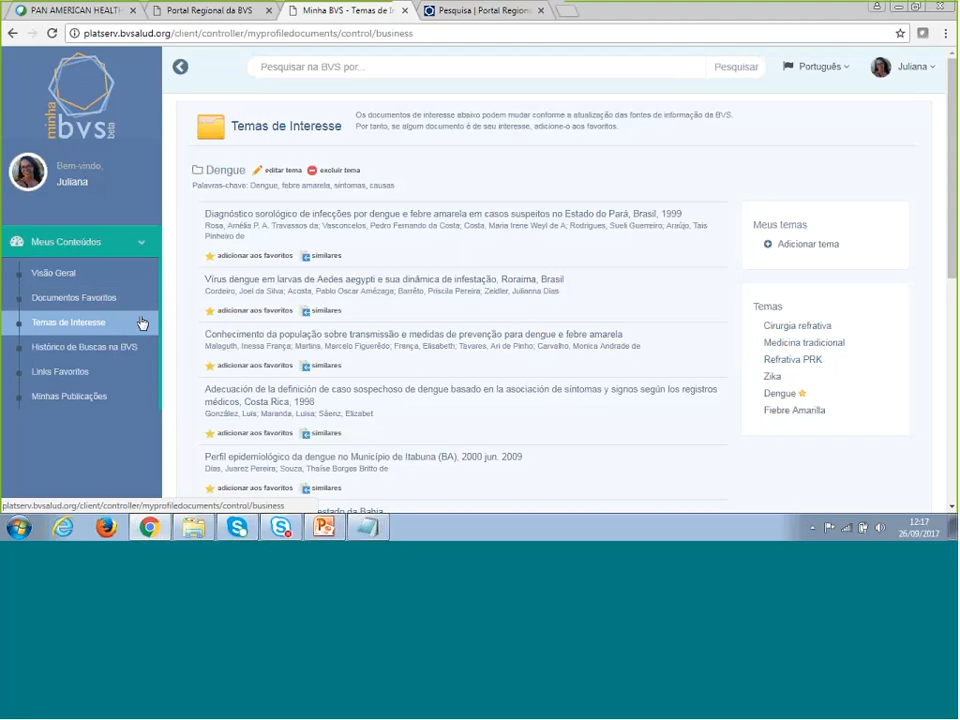 PAN AMERICAN HEALTH
Portal Regional da BVS
Minha BVS - Temas de I
Pesquisa | Portal Region
platserv.bvsalud.org/client/controller/myprofiledocuments/control/business
minha bvs beta
Pesquisar na BVS por...
Pesquisar
Português
Juliana
Bem-vindo,
Juliana
Meus Conteúdos
Visão Geral
Documentos Favoritos
Temas de Interesse
Histórico de Buscas na BVS
Links Favoritos
Minhas Publicações
Temas de Interesse
Os documentos de interesse abaixo podem mudar conforme a atualização das fontes de informação da BVS.
Por tanto, se algum documento é de seu interesse, adicione-o aos favoritos.
Dengue editar tema excluir tema
Palavras-chave: Dengue, febre amarela, sintomas, causas
Diagnóstico sorológico de infecções por dengue e febre amarela em casos suspeitos no Estado do Pará, Brasil, 1999
Rosa, Amélia P. A. Travassos da; Vasconcelos, Pedro Fernando da Costa; Costa, Maria Irene Weyl de A; Rodrigues, Sueli Guerreiro; Araújo, Tais
Pinheiro de
adicionar aos favoritos similares
Vírus dengue em larvas de Aedes aegypti e sua dinâmica de infestação, Roraima, Brasil
Cordeiro, Joel da Silva; Acosta, Pablo Oscar Amézaga; Barrêto, Priscila Pereira; Zeidler, Julianna Dias
adicionar aos favoritos similares
Conhecimento da população sobre transmissão e medidas de prevenção para dengue e febre amarela
Malaguth, Inessa França; Martins, Marcelo Figuerêdo; França, Elisabeth; Tavares, Ari de Pinho; Carvalho, Monica Andrade de
adicionar aos favoritos similares
Adecuación de la definición de caso sospechoso de dengue basado en la asociación de síntomas y signos según los registros
médicos, Costa Rica, 1998
González, Luis; Maranda, Luisa; Sáenz, Elizabet
adicionar aos favoritos similares
Perfil epidemiológico da dengue no Município de Itabuna (BA), 2000 jun. 2009
Dias, Juarez Pereira; Souza, Thaíse Borges Britto de
adicionar aos favoritos similares
estado da Bahia
Meus temas
Adicionar tema
Temas
Cirurgia refrativa
Medicina tradicional
Refrativa PRK
Zika
Dengue
Fiebre Amarilla
platserv.bvsalud.org/client/controller/myprofiledocuments/control/business
12:17
26/09/2017